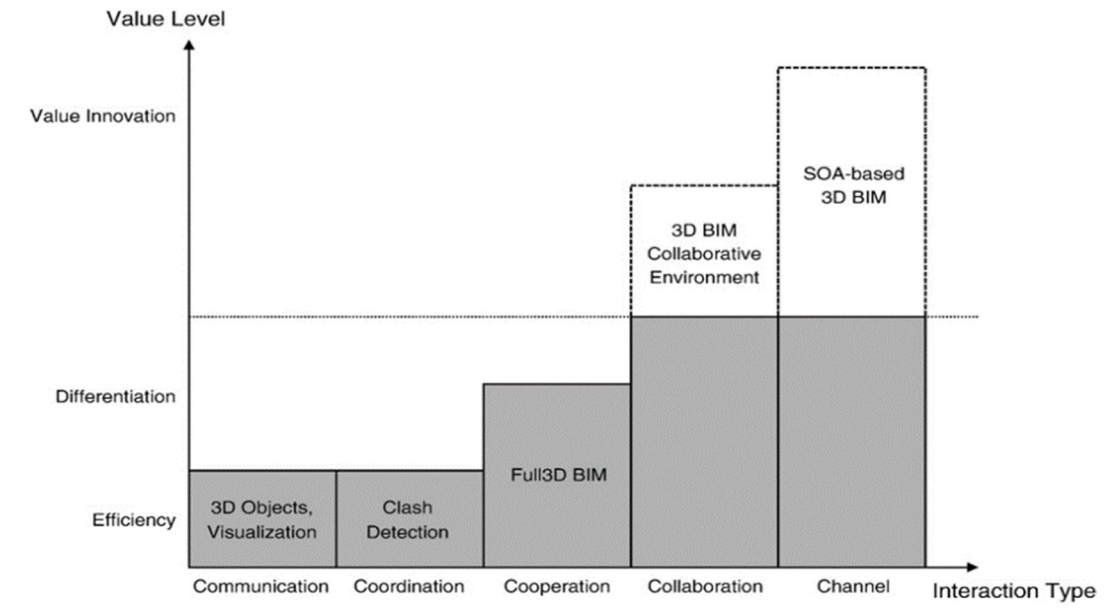 Value Level
Value Innovation
SOA-based
3D BIM
3D BIM
Collaborative
Environment
Differentiation
Full3D BIM
Efficiency
3D Objects,
Visualization
Clash
Detection
Communication
Coordination
Cooperation
Collaboration
Channel
Interaction Type